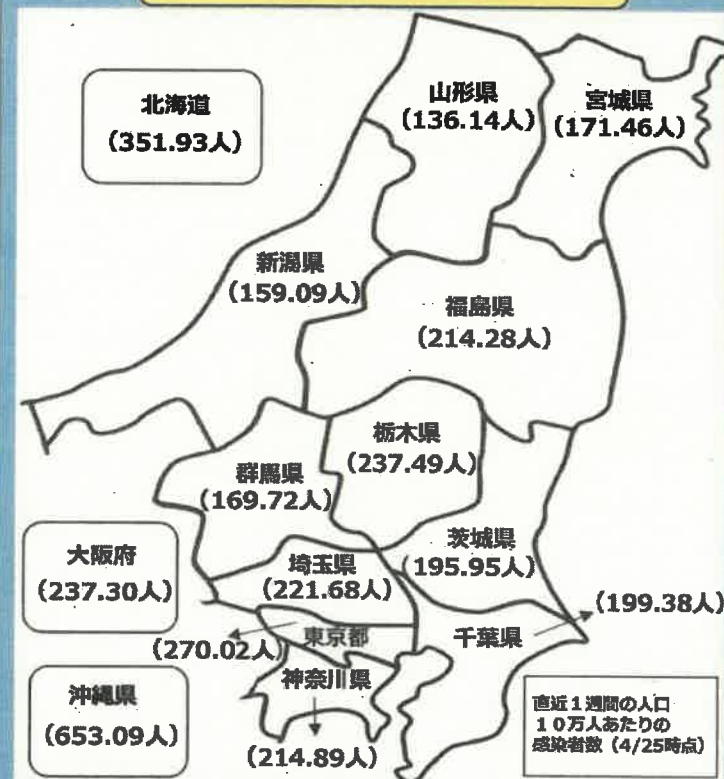 北海道
(351.93人)
山形県
(136.14人)
宮城県
(171.46人)
新潟県
(159.09人)
福島県
(214.28人)
栃木県
(237.49人)
群馬県
(169.72人)
大阪府
(237.30人)
埼玉県
(221.68人)
茨城県
(195.95人)
(199.38人)
千葉県
東京都
(270.02人)
神奈川県
(214.89人)
沖縄県
(653.09人)
直近1週間の人口
10万人あたりの
感染者数(4/25時点)